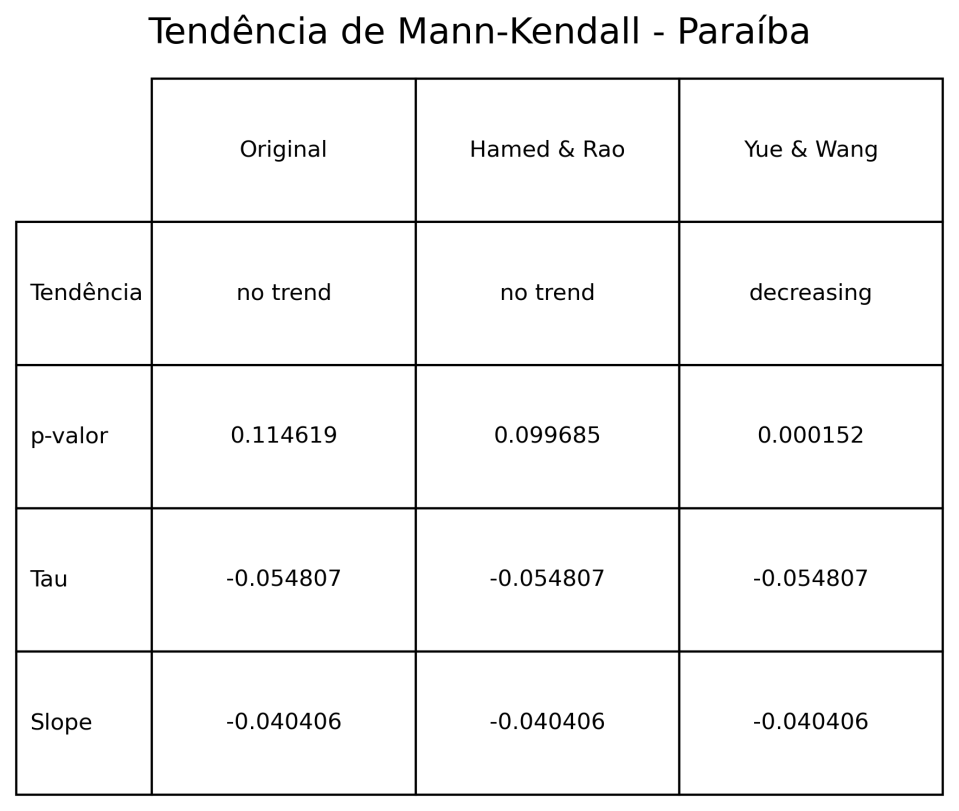 Tendência de Mann-Kendall - Paraíba
Original Hamed & Rao Yue & Wang
Tendência no trend no trend decreasing
p-valor 0.114619 0.099685 0.000152
Tau -0.054807 -0.054807 -0.054807
Slope -0.040406 -0.040406 -0.040406